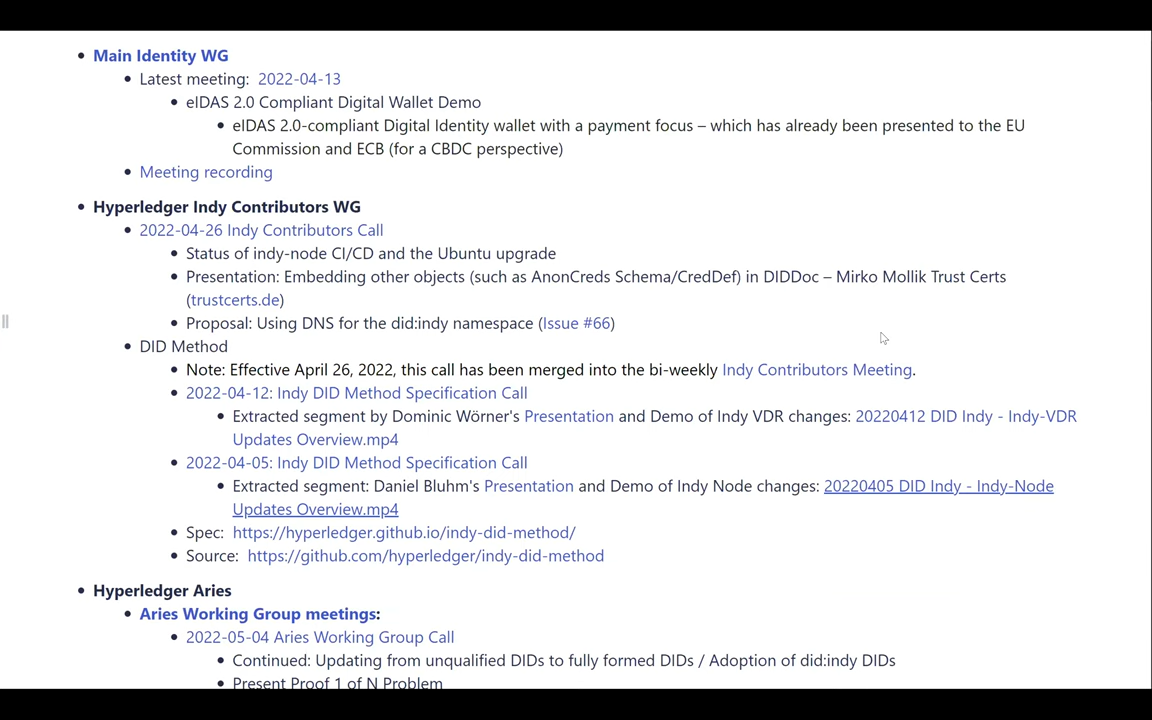 Main Identity WG
Latest meeting:  2022-04-13
eIDAS 2.0 Compliant Digital Wallet Demo
eIDAS 2.0-compliant Digital Identity wallet with a payment focus – which has already been presented to the EU
Commission and ECB (for a CBDC perspective)
Meeting recording
Hyperledger Indy Contributors WG
2022-04-26 Indy Contributors Call
Status of indy-node CI/CD and the Ubuntu upgrade
Presentation: Embedding other objects (such as AnonCreds Schema/CredDef) in DIDDoc – Mirko Mollik Trust Certs
(trustcerts.de)
Proposal: Using DNS for the did:indy namespace (Issue #66)
DID Method
Note: Effective April 26, 2022, this call has been merged into the bi-weekly Indy Contributors Meeting.
2022-04-12: Indy DID Method Specification Call
Extracted segment by Dominic Wörner's Presentation and Demo of Indy VDR changes: 20220412 DID Indy - Indy-VDR
Updates Overview.mp4
2022-04-05: Indy DID Method Specification Call
Extracted segment: Daniel Bluhm's Presentation and Demo of Indy Node changes: 20220405 DID Indy - Indy-Node
Updates Overview.mp4
Spec:  https://hyperledger.github.io/indy-did-method/
Source:  https://github.com/hyperledger/indy-did-method
Hyperledger Aries
Aries Working Group meetings:
2022-05-04 Aries Working Group Call
Continued: Updating from unqualified DIDs to fully formed DIDs / Adoption of did:indy DIDs
Present Proof 1 of N Problem